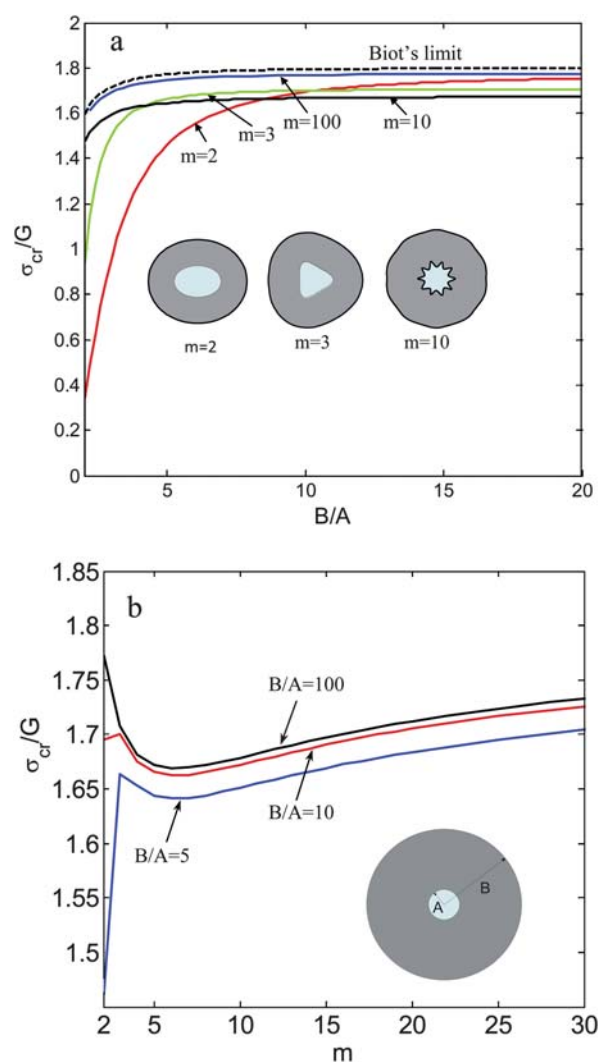 a
2
1.8
1.6
1.4
1.2
1
0.8
0.6
0.4
0.2
0
σcr/G
Biot's limit
m=100
m=10
m=3
m=2
m=2
m=3
m=10
5
10
15
20
B/A
b
1.85
1.8
1.75
1.7
1.65
1.6
1.55
1.5
σcr/G
B/A=100
B/A=10
B/A=5
A
B
2
5
10
15
20
25
30
m